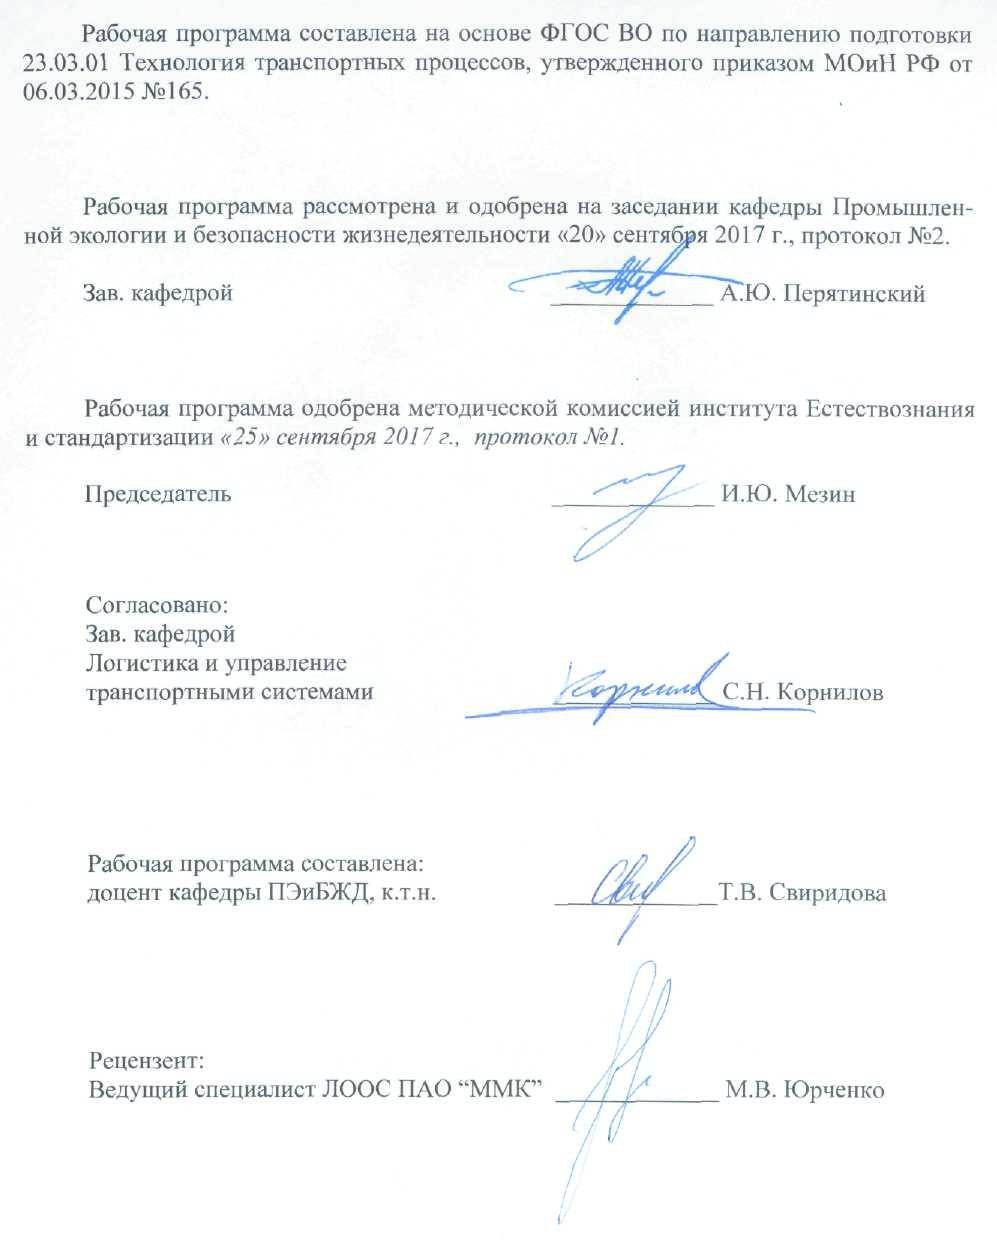 Рабочая программа составлена на основе ФГОС ВО по направлению подготовки
23.03.01 Технология транспортных процессов, утвержденного приказом МОиН РФ от
06.03.2015 №165.
Рабочая программа рассмотрена и одобрена на заседании кафедры Промышлен-
ной экологии и безопасности жизнедеятельности «20» сентября 2017 г., протокол №2.
Зав. кафедрой А.Ю. Перятинский
Рабочая программа одобрена методической комиссией института Естествознания
и стандартизации «25» сентября 2017 г., протокол №1.
Председатель И.Ю. Мезин
Согласовано:
Зав. кафедрой
Логистика и управление
транспортными системами С.Н. Корнилов
Рабочая программа составлена:
доцент кафедры ПЭиБЖД, к.т.н. Т.В. Свиридова
Рецензент:
Ведущий специалист ЛООС ПАО “ММК” М.В. Юрченко